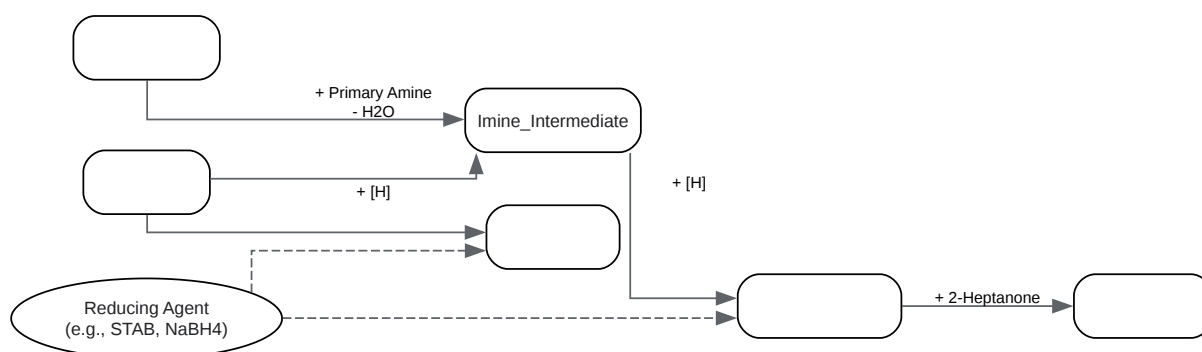 + Primary Amine
- H2O
Imine_Intermediate
+ [H]
+ [H]
Reducing Agent
(e.g., STAB, NaBH4)
+ 2-Heptanone